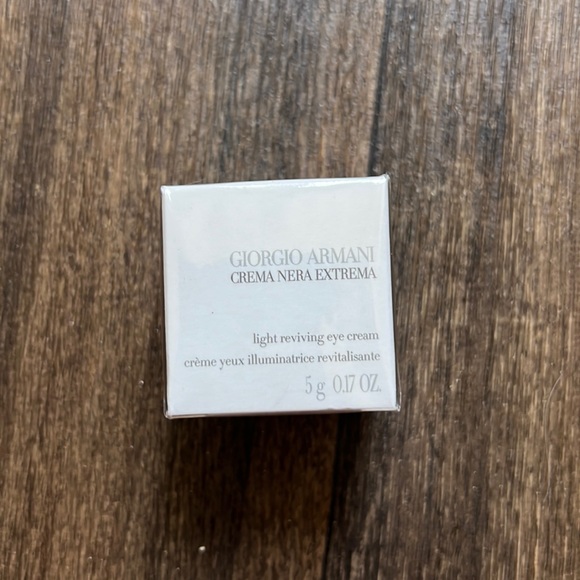 GIORGIO ARMANI
CREMA NERA EXTREMA
light reviving eye cream
crème yeux illuminatrice revitalisante
5 g 0.17 OZ.